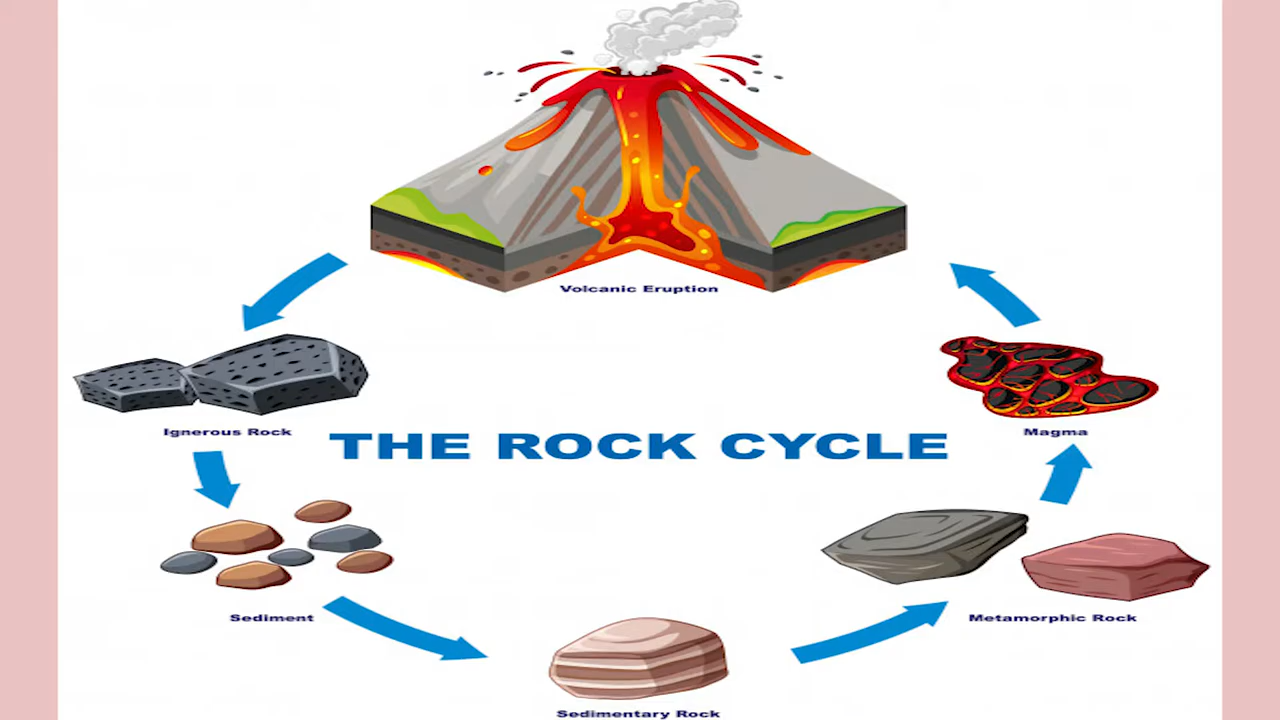 Volcanic Eruption
Ignerous Rock
THE ROCK CYCLE
Magma
Sediment
Metamorphic Rock
Sedimentary Rock